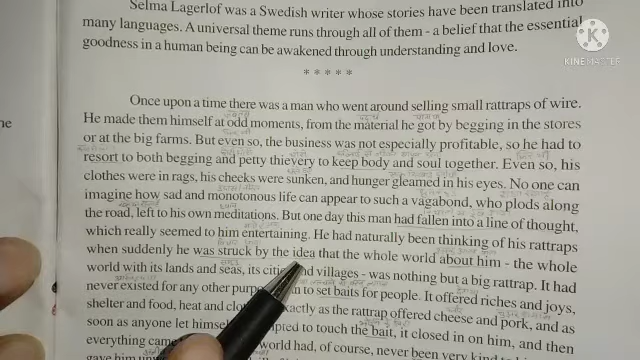 Selma Lagerlof was a Swedish writer whose stories have been translated into
many languages. A universal theme runs through all of them - a belief that the essential
goodness in a human being can be awakened through understanding and love.
*****
Once upon a time there was a man who went around selling small rattraps of wire.
He made them himself at odd moments, from the material he got by begging in the stores
or at the big farms. But even so, the business was not especially profitable, so he had to
resort to both begging and petty thievery to keep body and soul together. Even so, his
clothes were in rags, his cheeks were sunken, and hunger gleamed in his eyes. No one can
imagine how sad and monotonous life can appear to such a vagabond, who plods along
the road, left to his own meditations. But one day this man had fallen into a line of thought,
which really seemed to him entertaining. He had naturally been thinking of his rattraps
when suddenly he was struck by the idea that the whole world about him - the whole
world with its lands and seas, its cities and villages - was nothing but a big rattrap. It had
never existed for any other to set baits for people. It offered riches and joys,
shelter and food, heat and exactly as the rattrap offered cheese and pork, and as
soon as anyone let to touch the bait, it closed in on him, and then
everything came world had, of course, never been very kind
gave him
KINEMASTER